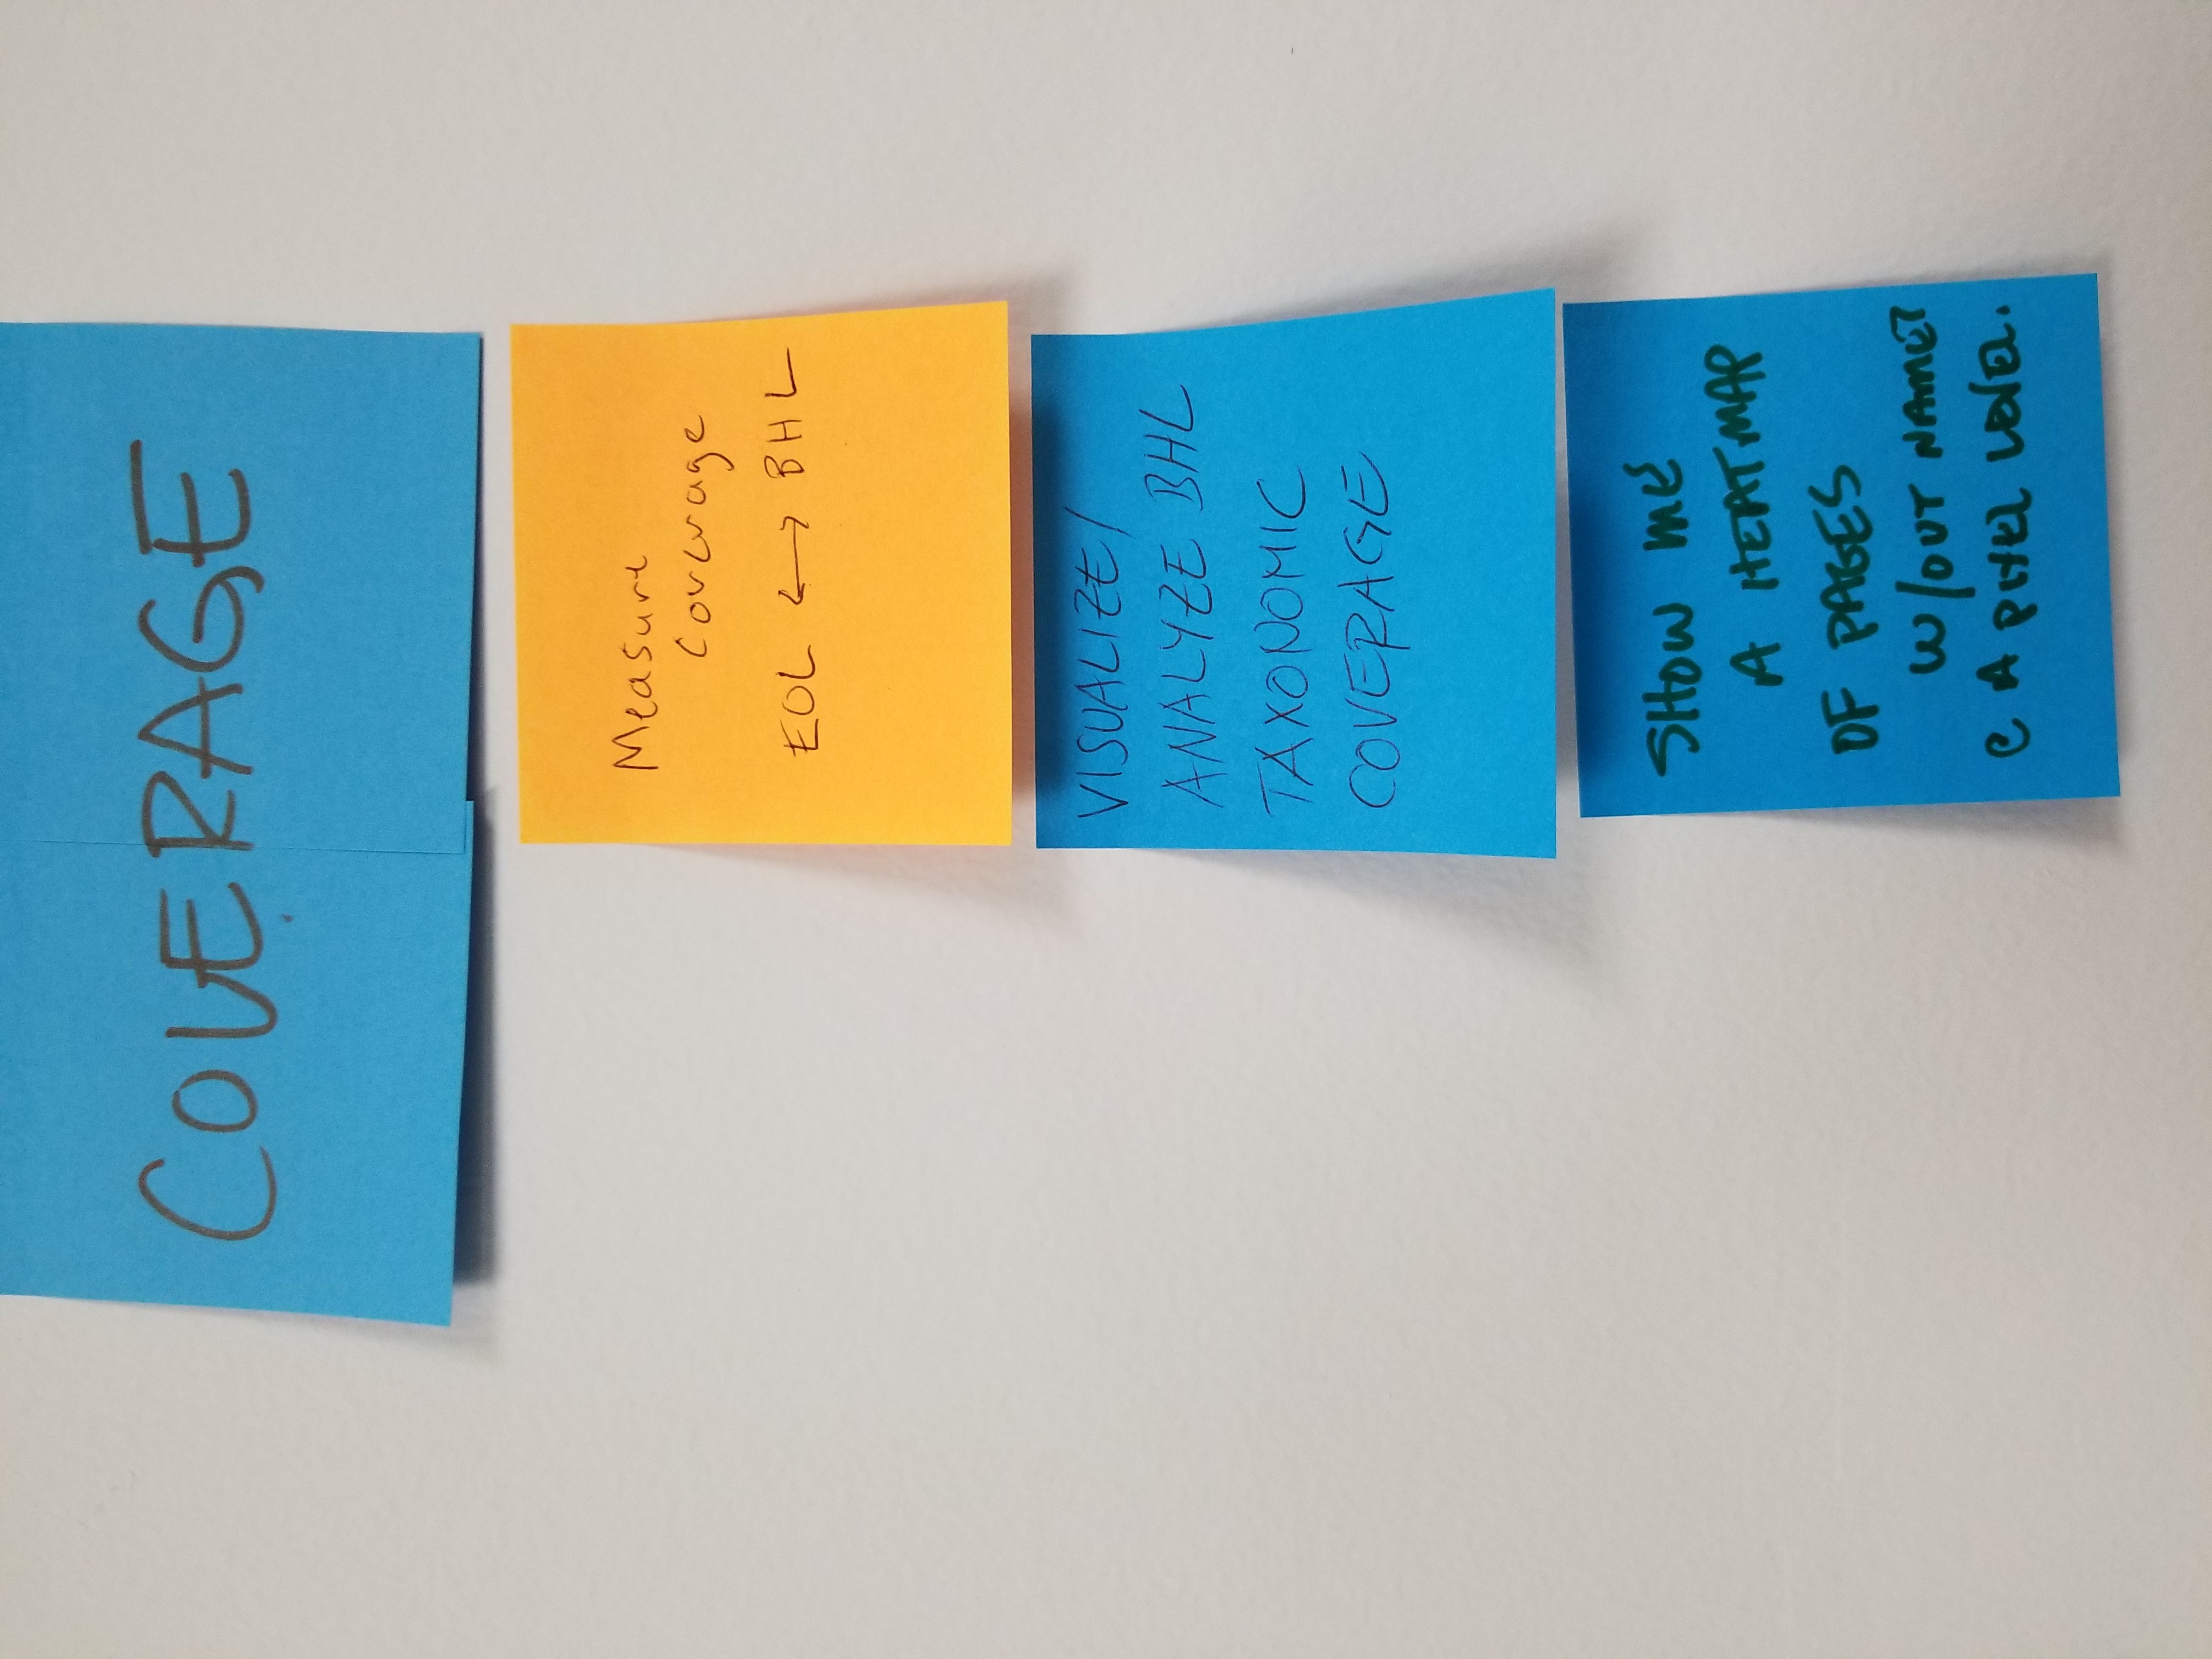 COVERAGE
Measure
Coverage
EOL ↔ BHL
VISUALIZE/
ANALYZE BHL
TAXONOMIC
COVERAGE
SHOW ME
A HEATMAP
OF PAGES
W/OUT NAMES
@ A PIXEL LEVEL.